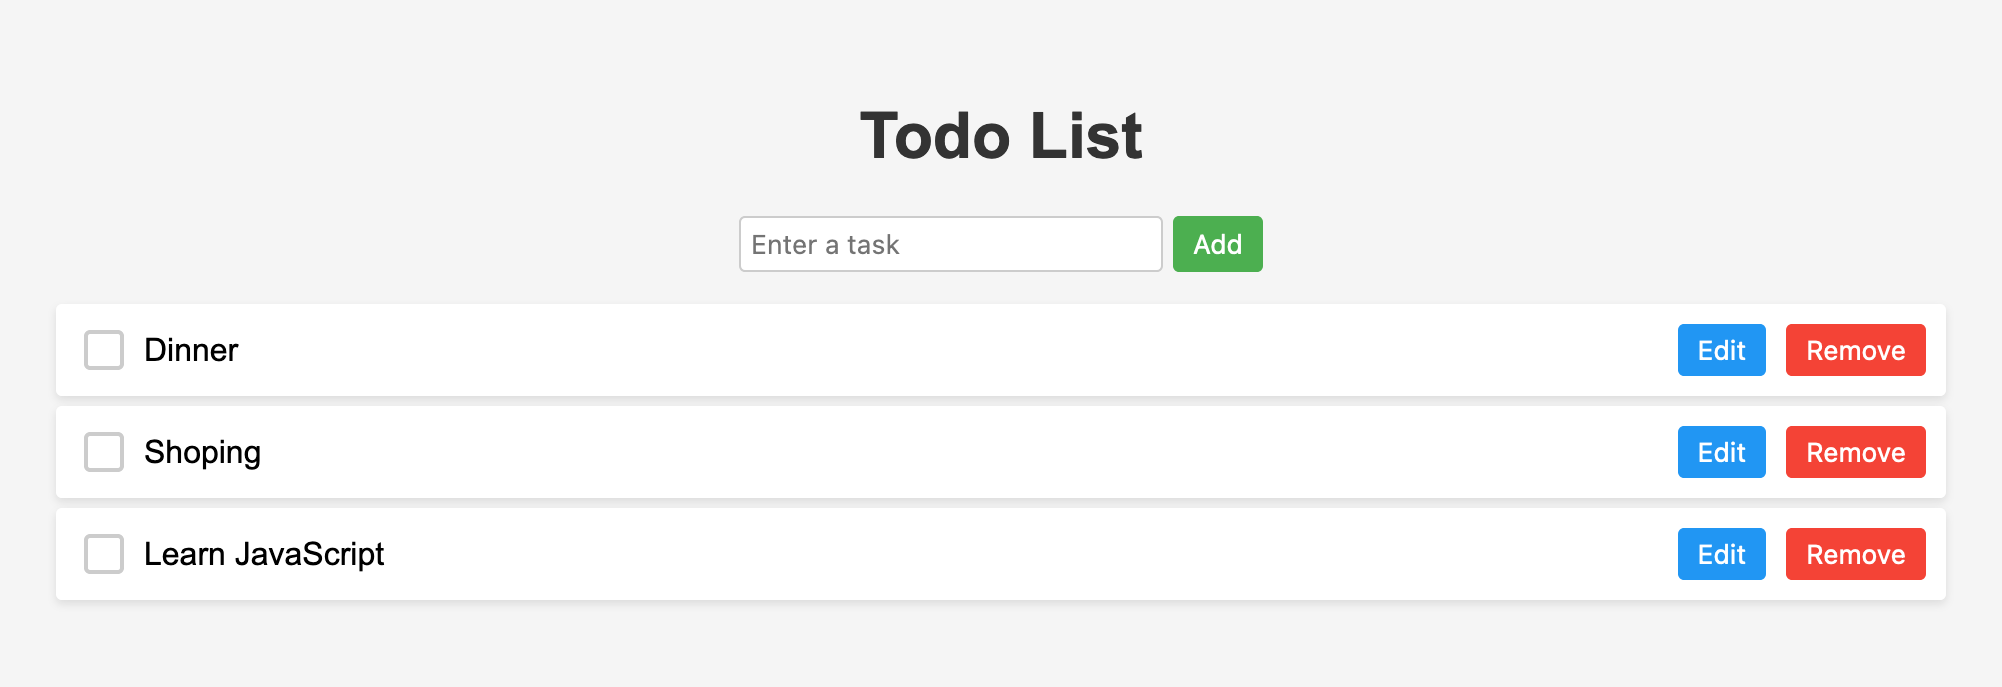 Todo List
Enter a task Add
Dinner Edit Remove
Shoping Edit Remove
Learn JavaScript Edit Remove